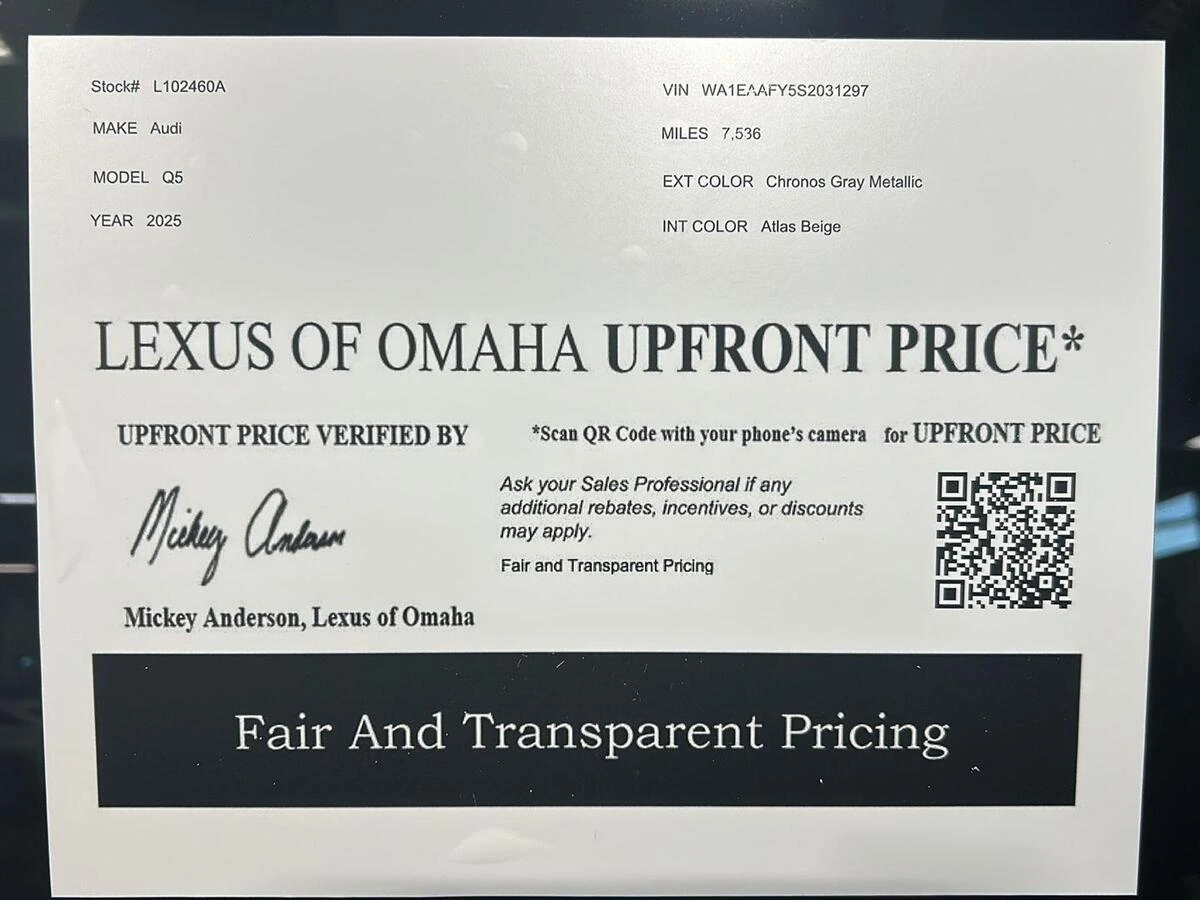 Stock# L102460A
VIN WA1EAAFY5S2031297
MAKE Audi
MILES 7,536
MODEL Q5
EXT COLOR Chronos Gray Metallic
YEAR 2025
INT COLOR Atlas Beige
LEXUS OF OMAHA UPFRONT PRICE*
UPFRONT PRICE VERIFIED BY
*Scan QR Code with your phone's camera for UPFRONT PRICE
Mickey Anderson
Ask your Sales Professional if any
additional rebates, incentives, or discounts
may apply.
Fair and Transparent Pricing
Mickey Anderson, Lexus of Omaha
Fair And Transparent Pricing